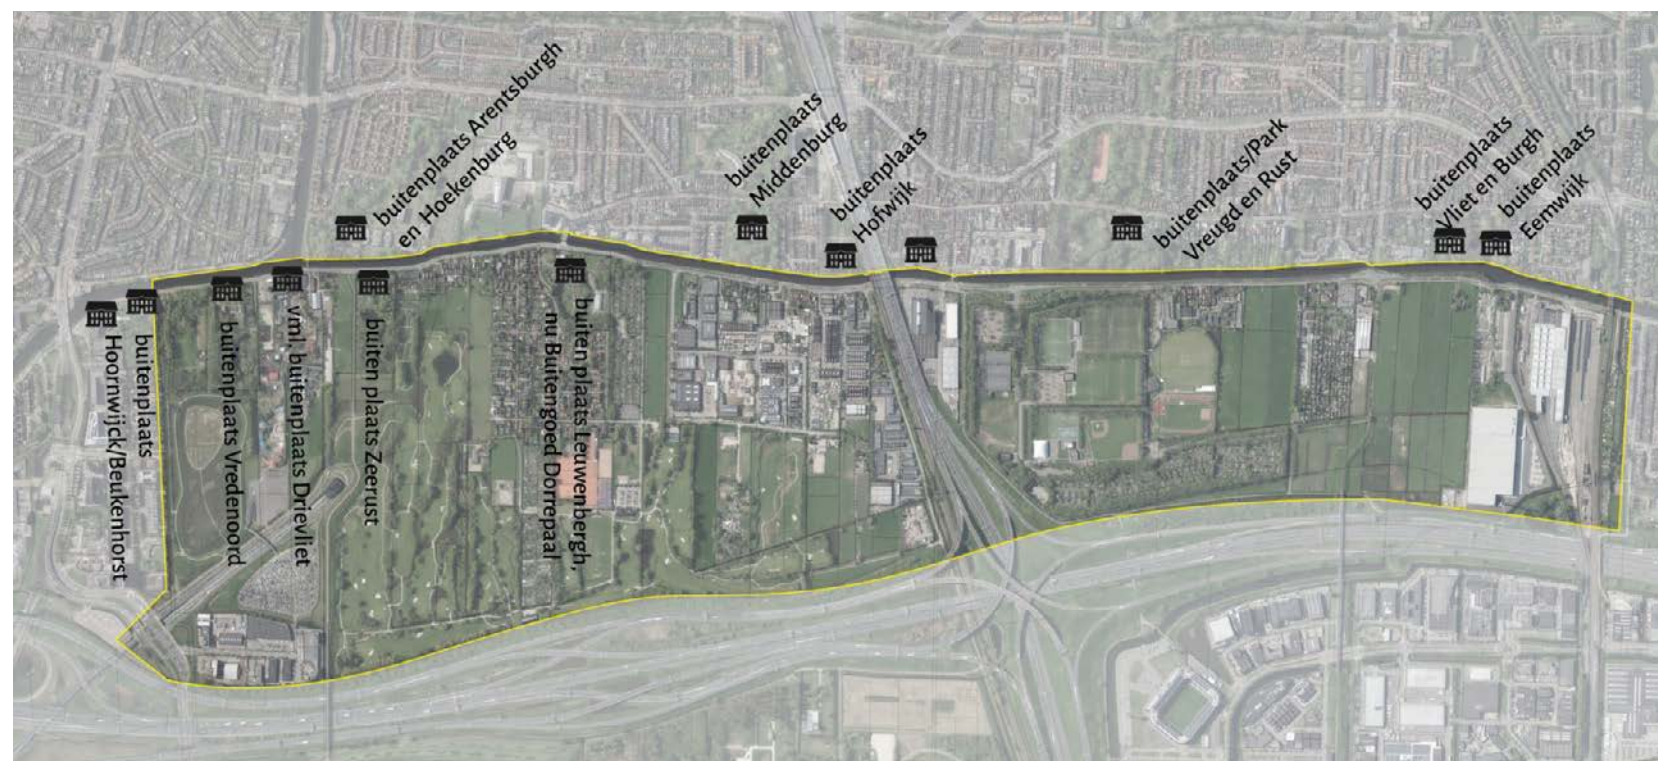 buitenplaats Arentsburgh
en Hoekenburg
buitenplaats
Middenburg
buitenplaats
Hofwijk
buitenplaats/Park
Vreugd en Rust
buitenplaats
Vliet en Burgh
buitenplaats
Eemwijk
buitenplaats
Hoornwijck/Beukenhorst
buitenplaats Vredenoord
vml. buitenplaats Drievliet
buiten plaats Zeerust
buiten plaats Leuwenbergh,
nu Buitengoed Dorrepaal